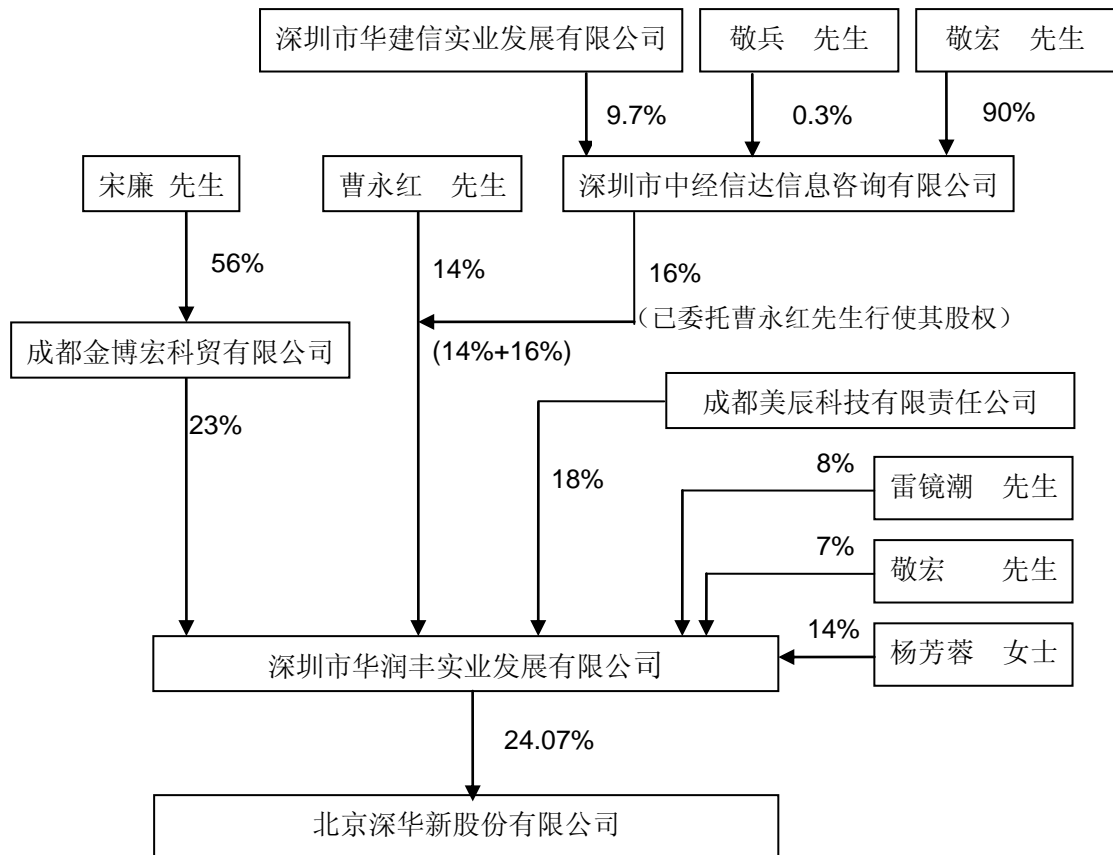 深圳市华建信实业发展有限公司
敬兵 先生
敬宏 先生
9.7%
0.3%
90%
宋廉 先生
曹永红 先生
深圳市中经信达信息咨询有限公司
56%
14%
16%
（已委托曹永红先生行使其股权）
成都金博宏科贸有限公司
(14%+16%)
成都美辰科技有限责任公司
23%
18%
8%
雷镜潮 先生
7%
敬宏 先生
14%
杨芳蓉 女士
深圳市华润丰实业发展有限公司
24.07%
北京深华新股份有限公司